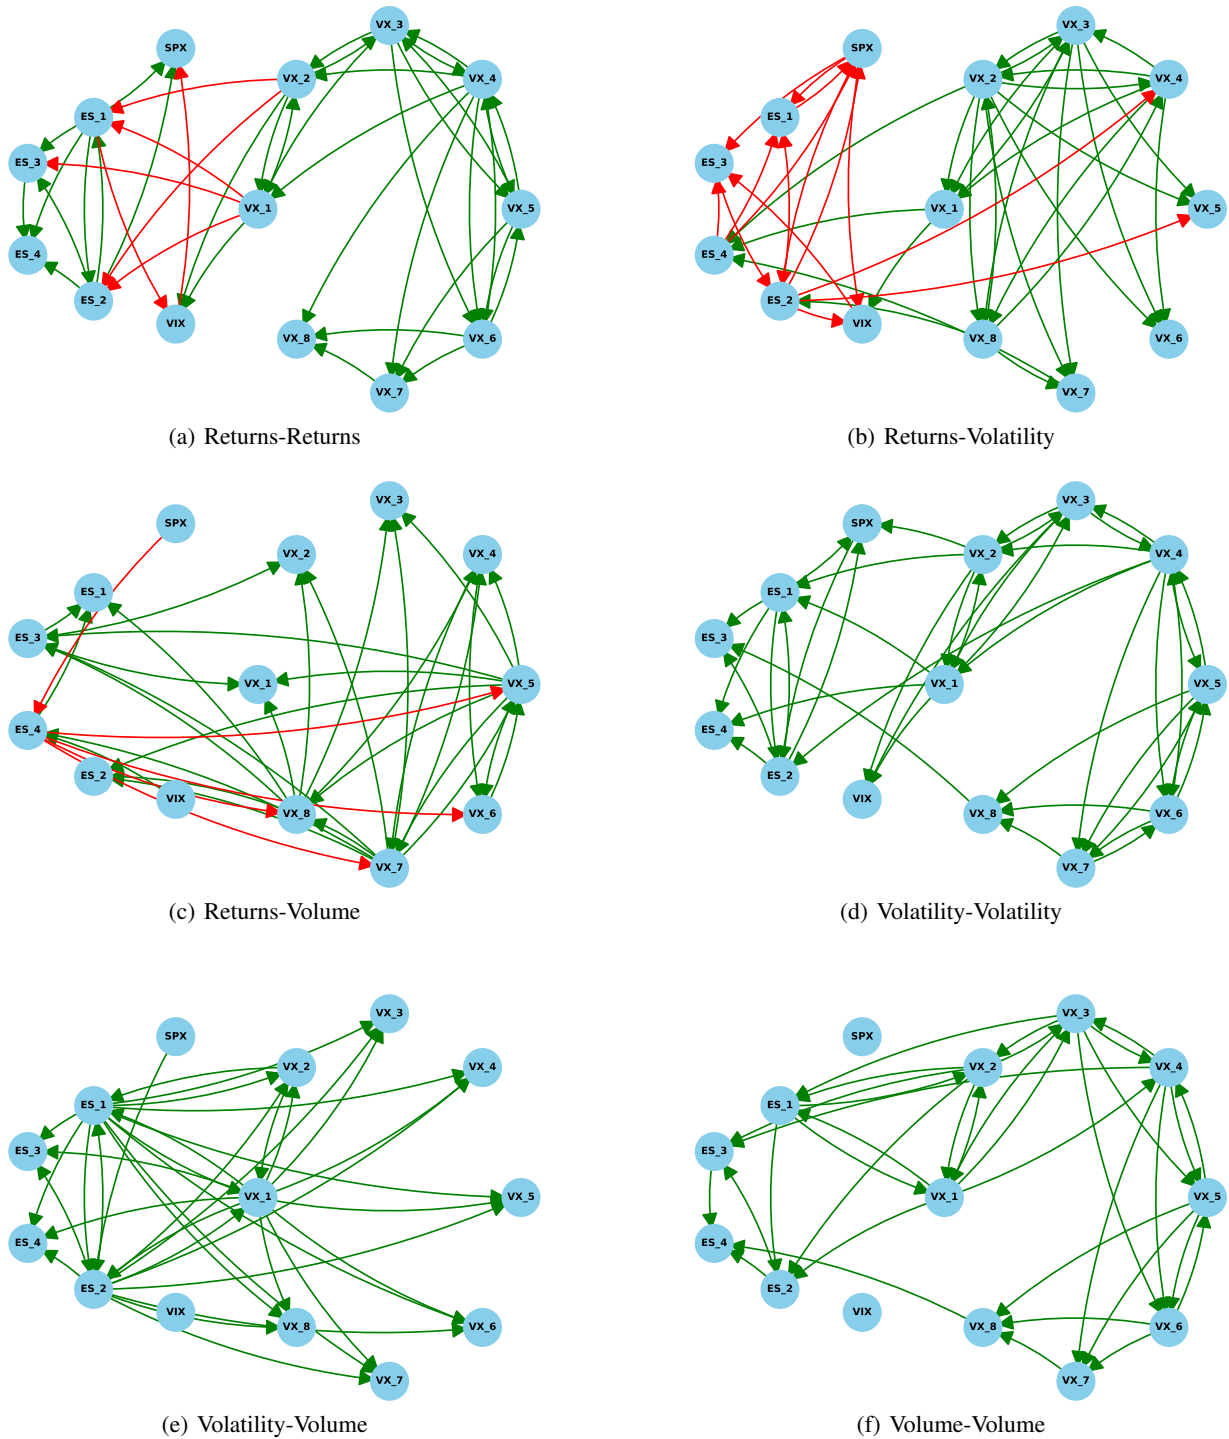 VX_3
SPX
VX_2
VX_4
ES_1
ES_3
VX_1
VX_5
ES_4
ES_2
VIX
VX_8
VX_6
VX_7
(a) Returns-Returns
VX_3
SPX
VX_2
VX_4
ES_1
ES_3
VX_1
VX_5
ES_4
ES_2
VIX
VX_8
VX_6
VX_7
(b) Returns-Volatility
VX_3
SPX
VX_2
VX_4
ES_1
ES_3
VX_1
VX_5
ES_4
ES_2
VIX
VX_8
VX_6
VX_7
(c) Returns-Volume
VX_3
SPX
VX_2
VX_4
ES_1
ES_3
VX_1
VX_5
ES_4
ES_2
VIX
VX_8
VX_6
VX_7
(d) Volatility-Volatility
VX_3
SPX
VX_2
VX_4
ES_1
ES_3
VX_1
VX_5
ES_4
ES_2
VIX
VX_8
VX_6
VX_7
(e) Volatility-Volume
VX_3
SPX
VX_2
VX_4
ES_1
ES_3
VX_1
VX_5
ES_4
ES_2
VIX
VX_8
VX_6
VX_7
(f) Volume-Volume